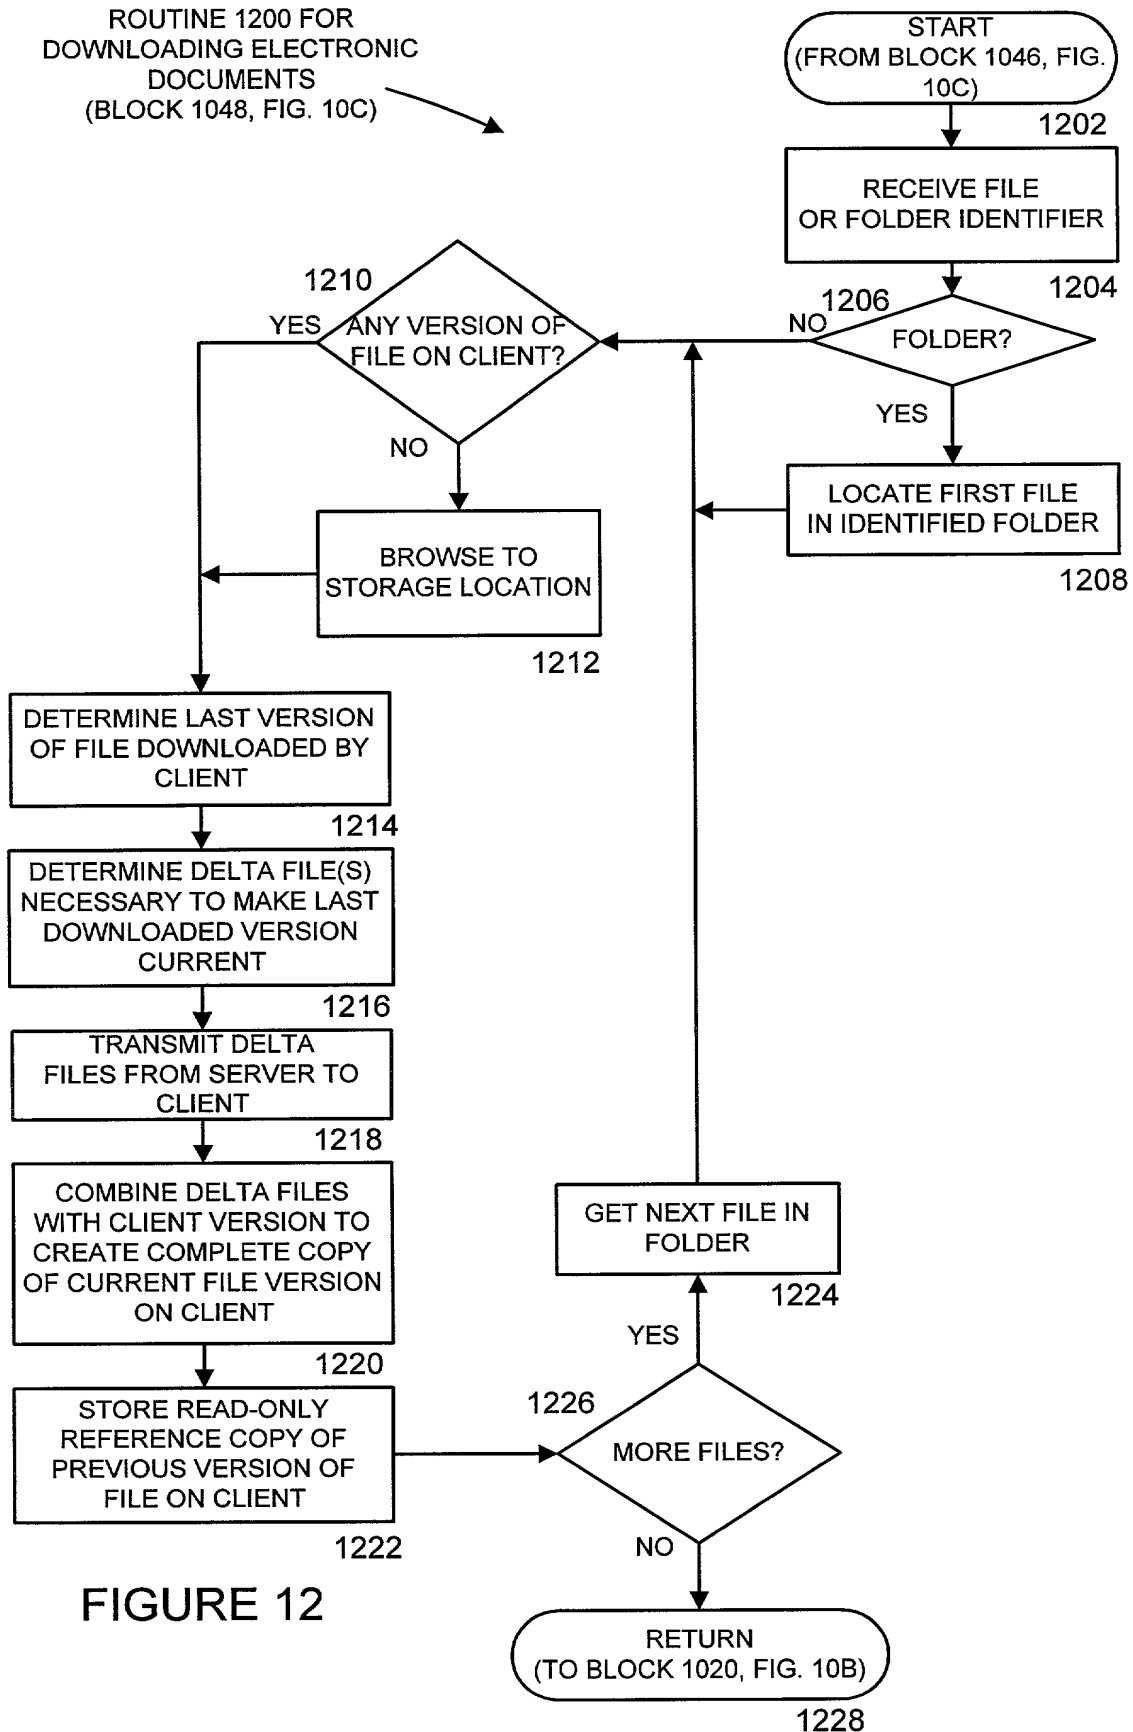 ROUTINE 1200 FOR
DOWNLOADING ELECTRONIC
DOCUMENTS
(BLOCK 1048, FIG. 10C)
START
(FROM BLOCK 1046, FIG.
10C)
1202
RECEIVE FILE
OR FOLDER IDENTIFIER
1204
1206
FOLDER?
NO
YES
LOCATE FIRST FILE
IN IDENTIFIED FOLDER
1208
1210
ANY VERSION OF
FILE ON CLIENT?
YES
NO
BROWSE TO
STORAGE LOCATION
1212
DETERMINE LAST VERSION
OF FILE DOWNLOADED BY
CLIENT
1214
DETERMINE DELTA FILE(S)
NECESSARY TO MAKE LAST
DOWNLOADED VERSION
CURRENT
1216
TRANSMIT DELTA
FILES FROM SERVER TO
CLIENT
1218
COMBINE DELTA FILES
WITH CLIENT VERSION TO
CREATE COMPLETE COPY
OF CURRENT FILE VERSION
ON CLIENT
1220
STORE READ-ONLY
REFERENCE COPY OF
PREVIOUS VERSION OF
FILE ON CLIENT
1222
GET NEXT FILE IN
FOLDER
1224
YES
1226
MORE FILES?
NO
RETURN
(TO BLOCK 1020, FIG. 10B)
1228
FIGURE 12